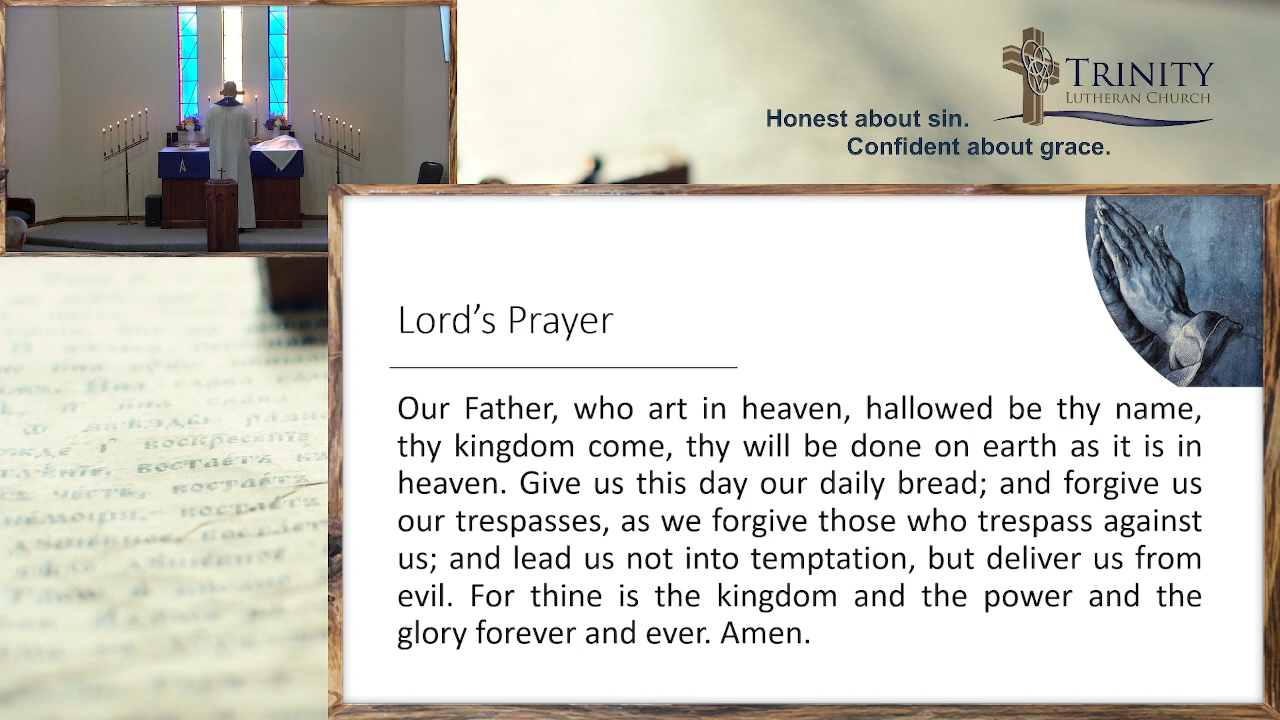 TRINITY
LUTHERAN CHURCH
Honest about sin.
Confident about grace.
Lord’s Prayer
Our Father, who art in heaven, hallowed be thy name,
thy kingdom come, thy will be done on earth as it is in
heaven. Give us this day our daily bread; and forgive us
our trespasses, as we forgive those who trespass against
us; and lead us not into temptation, but deliver us from
evil. For thine is the kingdom and the power and the
glory forever and ever. Amen.